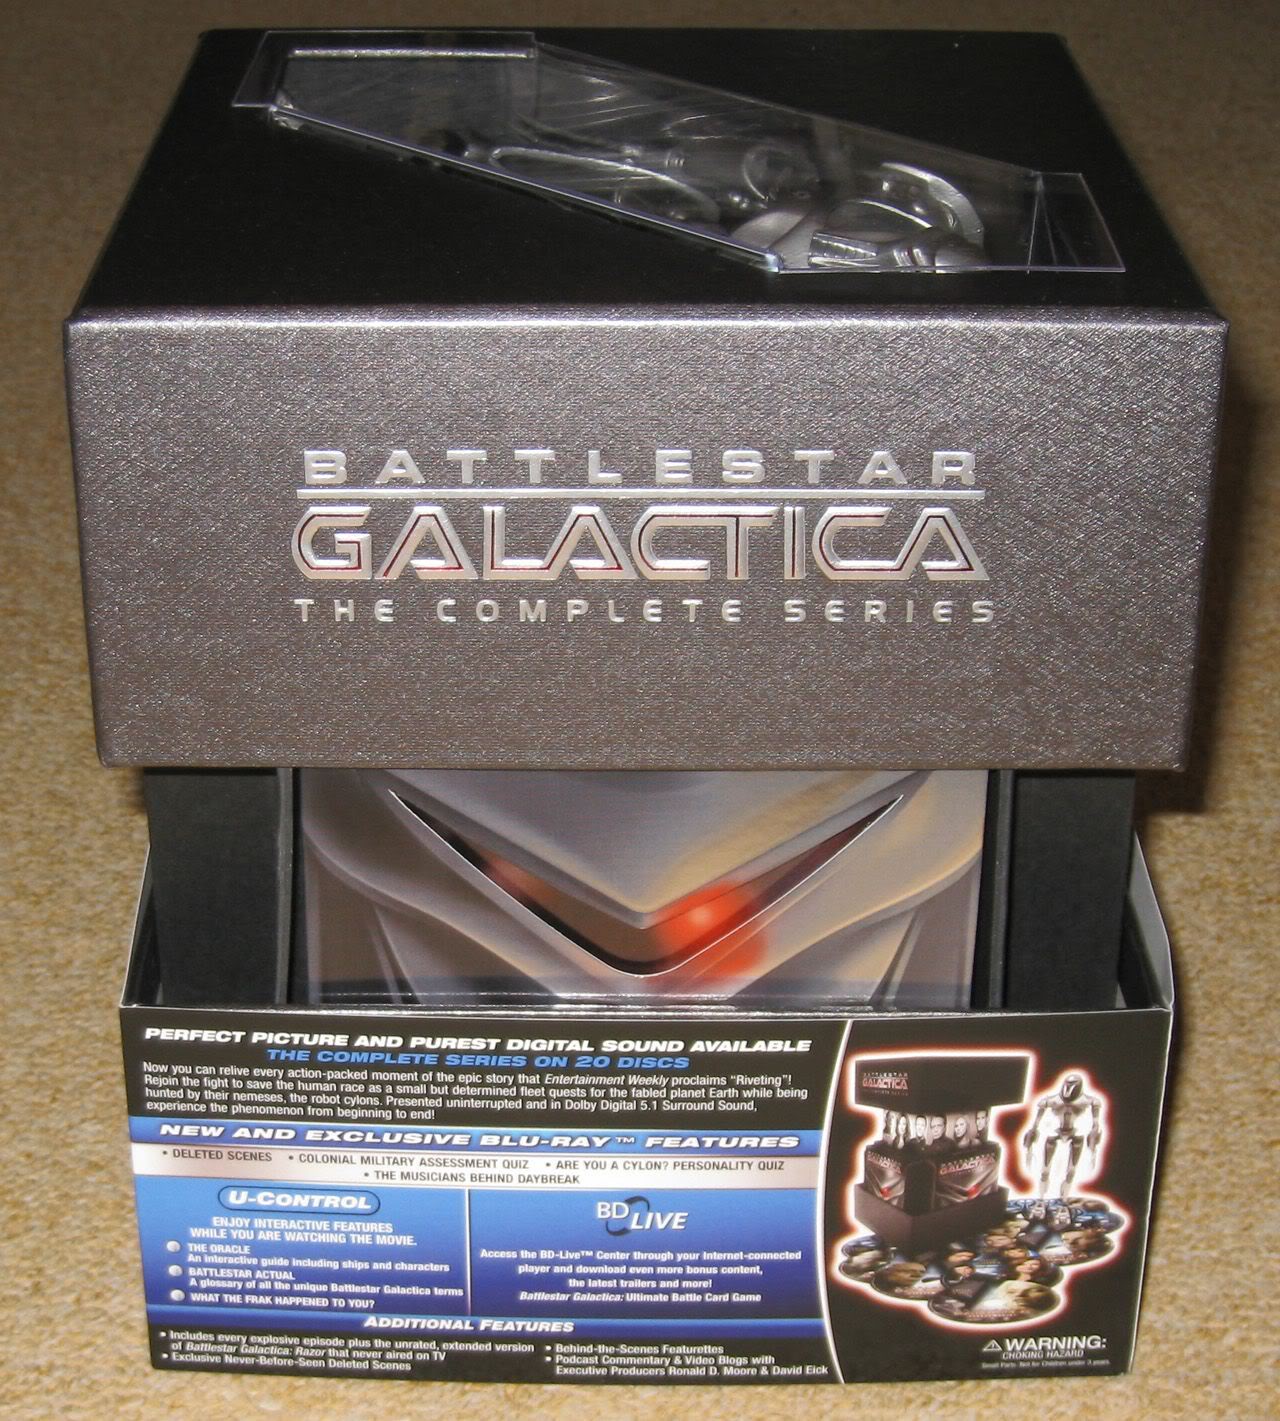 BATTLESTAR
GALACTICA
THE COMPLETE SERIES
PERFECT PICTURE AND PUREST DIGITAL SOUND AVAILABLE
THE COMPLETE SERIES ON 20 DISCS
Now you can relive every action-packed moment of the epic story that Entertainment Weekly proclaims “Riveting”!
Rejoin the fight to save the human race as a small but determined fleet quests for the fabled planet Earth while being
hunted by their nemeses, the robot cylons. Presented uninterrupted and in Dolby Digital 5.1 Surround Sound,
experience the phenomenon from beginning to end!
NEW AND EXCLUSIVE BLU-RAY™ FEATURES
• DELETED SCENES • COLONIAL MILITARY ASSESSMENT QUIZ • ARE YOU A CYLON? PERSONALITY QUIZ
• THE MUSICIANS BEHIND DAYBREAK
U-CONTROL
ENJOY INTERACTIVE FEATURES
WHILE YOU ARE WATCHING THE MOVIE.
THE ORACLE
An interactive guide including ships and characters
BATTLESTAR ACTUAL
A glossary of all the unique Battlestar Galactica terms
WHAT THE FRAK HAPPENED TO YOU?
BD LIVE
Access the BD-Live™ Center through your Internet-connected
player and download even more bonus content,
the latest trailers and more!
Battlestar Galactica: Ultimate Battle Card Game
ADDITIONAL FEATURES
• Includes every explosive episode plus the unrated, extended version
of Battlestar Galactica: Razor that never aired on TV
• Exclusive Never-Before-Seen Deleted Scenes
• Behind-the-Scenes Featurettes
• Podcast Commentary & Video Blogs with
Executive Producers Ronald D. Moore & David Eick
BATTLESTAR
GALACTICA
GALACTICA
WARNING:
CHOKING HAZARD
Small Parts. Not for Children under 3 years.